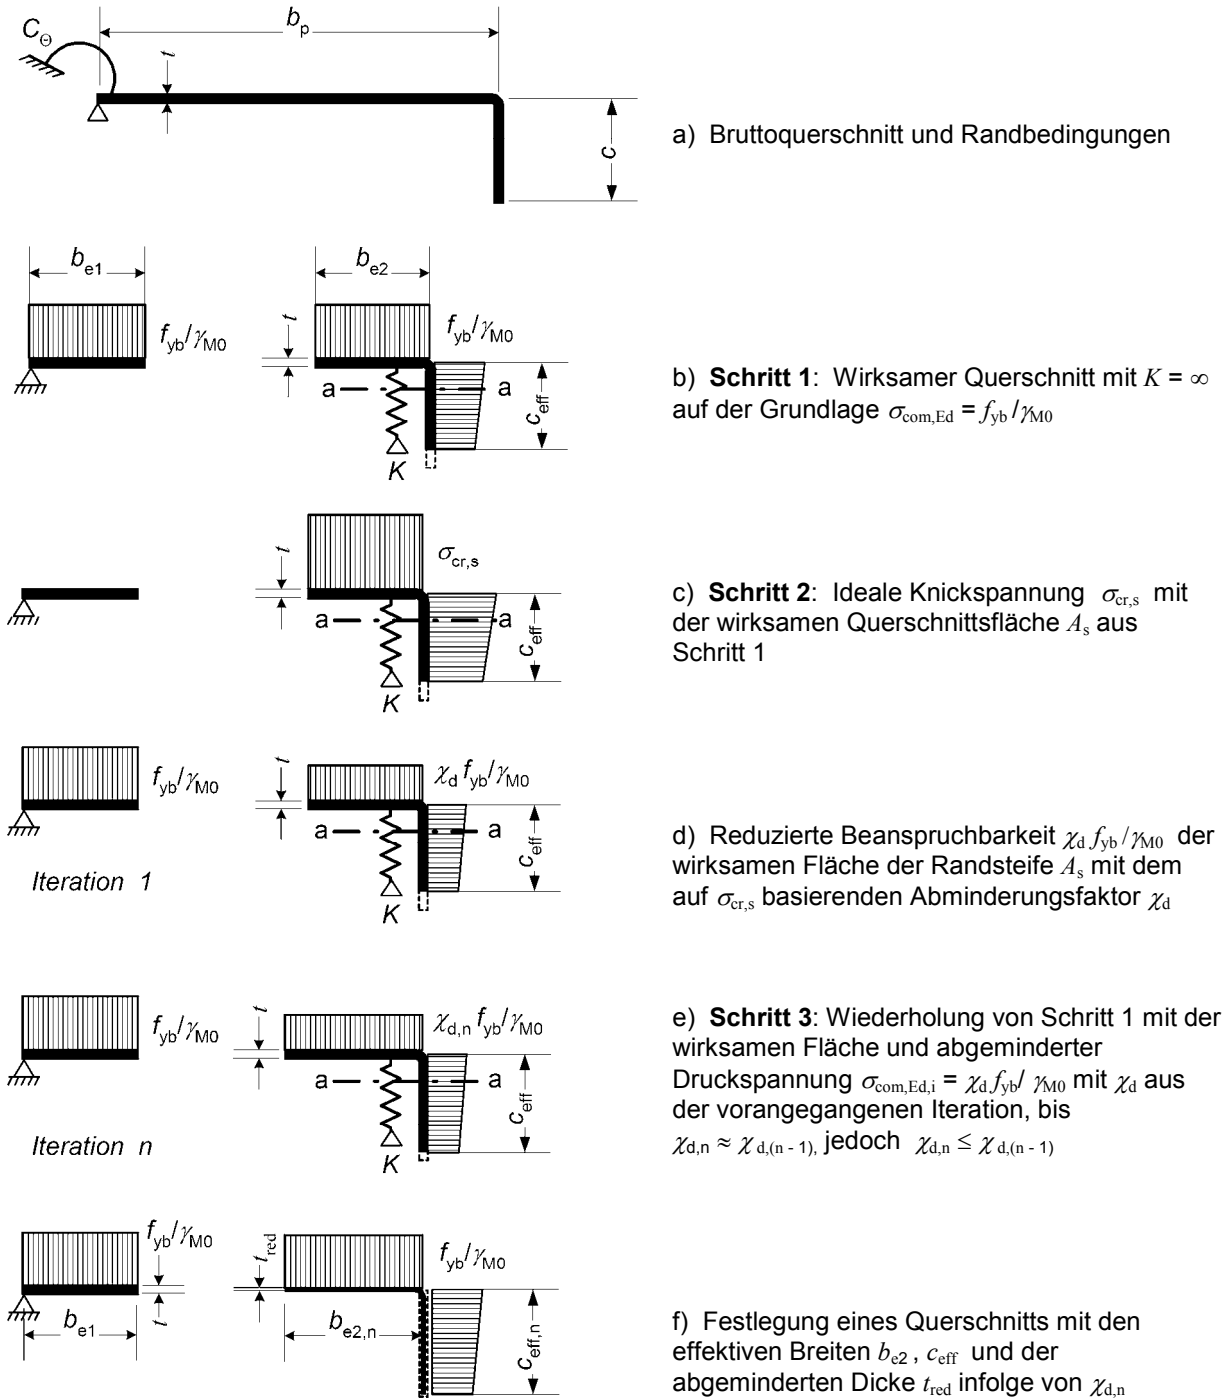 b_p
C_Θ
t
c
a) Bruttoquerschnitt und Randbedingungen
b_e1
b_e2
f_yb/γ_M0
t
f_yb/γ_M0
a
a
c_eff
K
b) Schritt 1: Wirksamer Querschnitt mit K = ∞
auf der Grundlage σ_com,Ed = f_yb/γ_M0
t
σ_cr,s
a
a
c_eff
K
c) Schritt 2: Ideale Knickspannung σ_cr,s mit
der wirksamen Querschnittsfläche A_s aus
Schritt 1
f_yb/γ_M0
t
χ_d f_yb/γ_M0
a
a
c_eff
K
Iteration 1
d) Reduzierte Beanspruchbarkeit χ_d f_yb/γ_M0 der
wirksamen Fläche der Randsteife A_s mit dem
auf σ_cr,s basierenden Abminderungsfaktor χ_d
f_yb/γ_M0
t
χ_d,n f_yb/γ_M0
a
a
c_eff
K
Iteration n
e) Schritt 3: Wiederholung von Schritt 1 mit der
wirksamen Fläche und abgeminderter
Druckspannung σ_com,Ed,i = χ_d f_yb/ γ_M0 mit χ_d aus
der vorangegangenen Iteration, bis
χ_d,n ≈ χ_d,(n - 1), jedoch χ_d,n ≤ χ_d,(n - 1)
f_yb/γ_M0
t
b_e1
t_red
f_yb/γ_M0
b_e2,n
c_eff,n
f) Festlegung eines Querschnitts mit den
effektiven Breiten b_e2 , c_eff und der
abgeminderten Dicke t_red infolge von χ_d,n